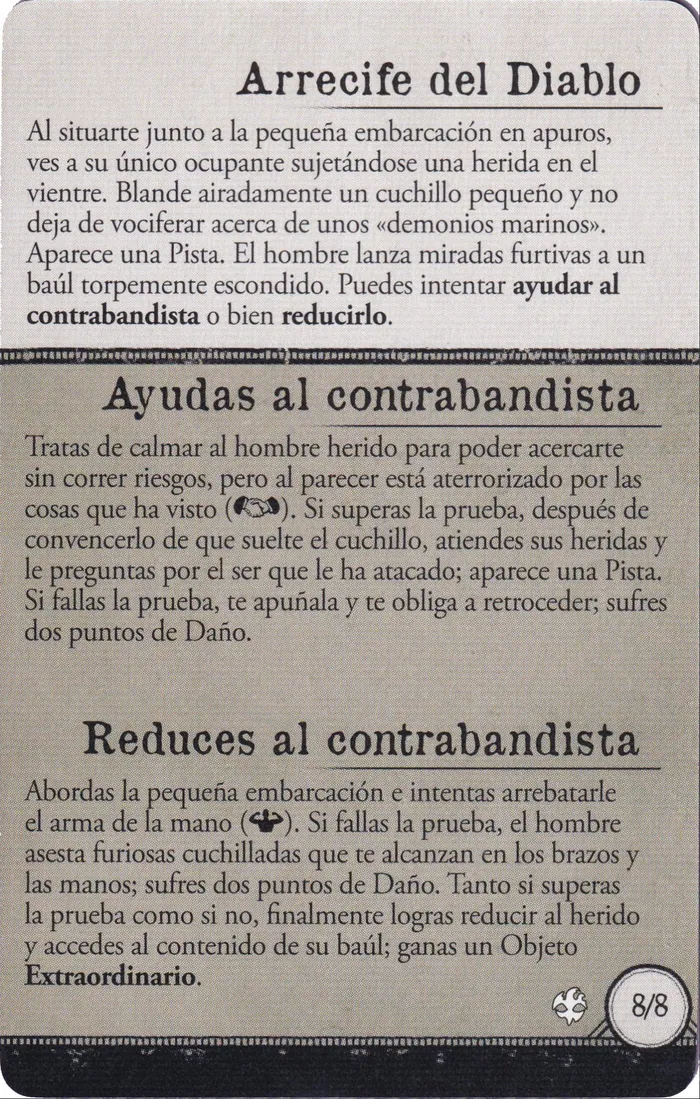 Arrecife del Diablo
Al situarte junto a la pequeña embarcación en apuros,
ves a su único ocupante sujetándose una herida en el
vientre. Blande airadamente un cuchillo pequeño y no
deja de vociferar acerca de unos «demonios marinos».
Aparece una Pista. El hombre lanza miradas furtivas a un
baúl torpemente escondido. Puedes intentar ayudar al
contrabandista o bien reducirlo.
Ayudas al contrabandista
Tratas de calmar al hombre herido para poder acercarte
sin correr riesgos, pero al parecer está aterrorizado por las
cosas que ha visto (). Si superas la prueba, después de
convencerlo de que suelte el cuchillo, atiendes sus heridas y
le preguntas por el ser que le ha atacado; aparece una Pista.
Si fallas la prueba, te apuñala y te obliga a retroceder; sufres
dos puntos de Daño.
Reduces al contrabandista
Abordas la pequeña embarcación e intentas arrebatarle
el arma de la mano (). Si fallas la prueba, el hombre
asesta furiosas cuchilladas que te alcanzan en los brazos y
las manos; sufres dos puntos de Daño. Tanto si superas
la prueba como si no, finalmente logras reducir al herido
y accedes al contenido de su baúl; ganas un Objeto
Extraordinario.
8/8